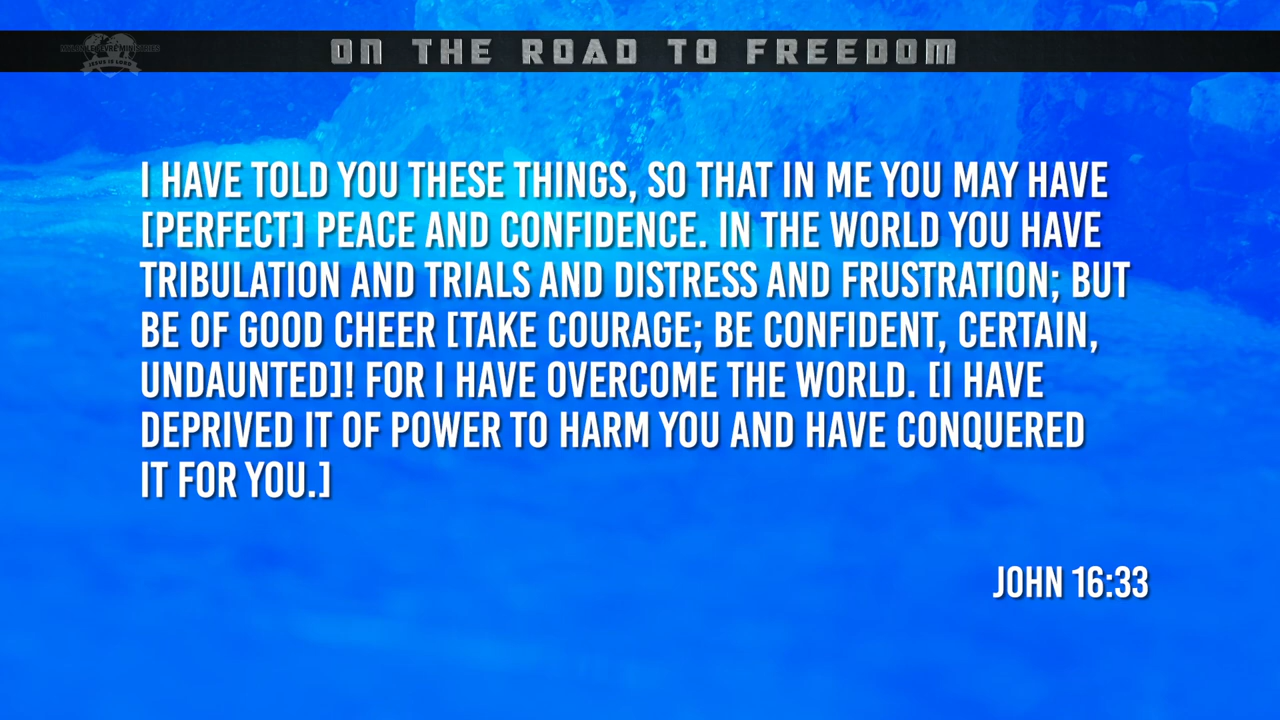 ON THE ROAD TO FREEDOM
JESUS IS LORD
I HAVE TOLD YOU THESE THINGS, SO THAT IN ME YOU MAY HAVE
[PERFECT] PEACE AND CONFIDENCE. IN THE WORLD YOU HAVE
TRIBULATION AND TRIALS AND DISTRESS AND FRUSTRATION; BUT
BE OF GOOD CHEER [TAKE COURAGE; BE CONFIDENT, CERTAIN,
UNDAUNTED]! FOR I HAVE OVERCOME THE WORLD. [I HAVE
DEPRIVED IT OF POWER TO HARM YOU AND HAVE CONQUERED
IT FOR YOU.]
JOHN 16:33